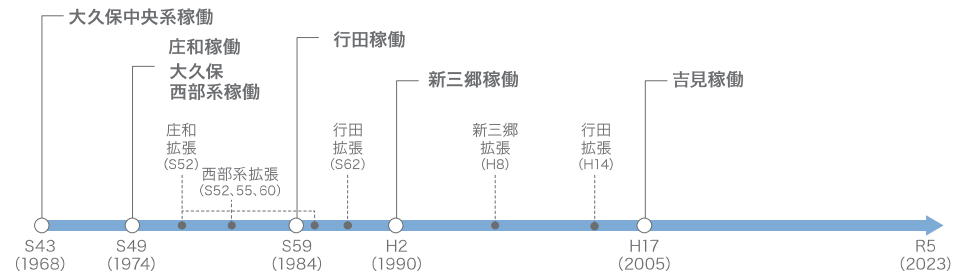 大久保中央系稼働
庄和稼働
大久保
西部系稼働
行田稼働
新三郷稼働
吉見稼働
庄和
拡張
(S52)
西部系拡張
(S52、55、60)
行田
拡張
(S62)
新三郷
拡張
(H8)
行田
拡張
(H14)
S43
(1968)
S49
(1974)
S59
(1984)
H2
(1990)
H17
(2005)
R5
(2023)